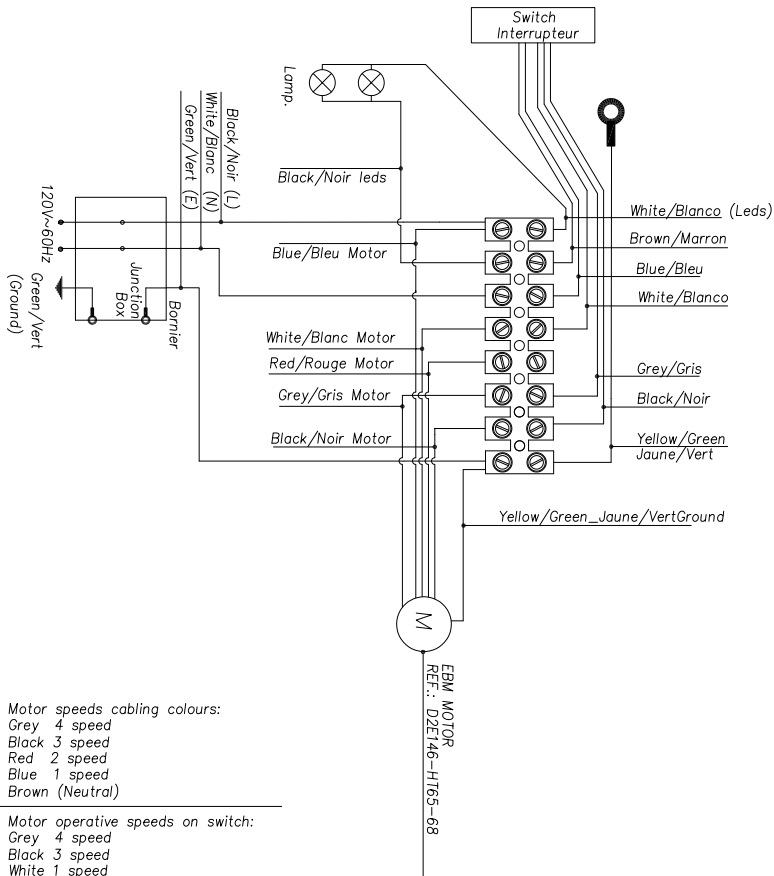 Switch
Interrupteur
Lamp.
Black/Noir (L)
White/Blanc (N)
Green/Vert (E)
Black/Noir leds
White/Blanco (Leds)
Brown/Marron
120V~60Hz
Blue/Bleu Motor
Blue/Bleu
White/Blanco
Green/Vert
(Ground)
Junction
Box
Bornier
White/Blanc Motor
Red/Rouge Motor
Grey/Gris
Grey/Gris Motor
Black/Noir
Black/Noir Motor
Yellow/Green
Jaune/Vert
Yellow/Green_Jaune/VertGround
M
EBM MOTOR
REF.: D2E146-HT65-68
Motor speeds cabling colours:
Grey 4 speed
Black 3 speed
Red 2 speed
Blue 1 speed
Brown (Neutral)
Motor operative speeds on switch:
Grey 4 speed
Black 3 speed
White 1 speed